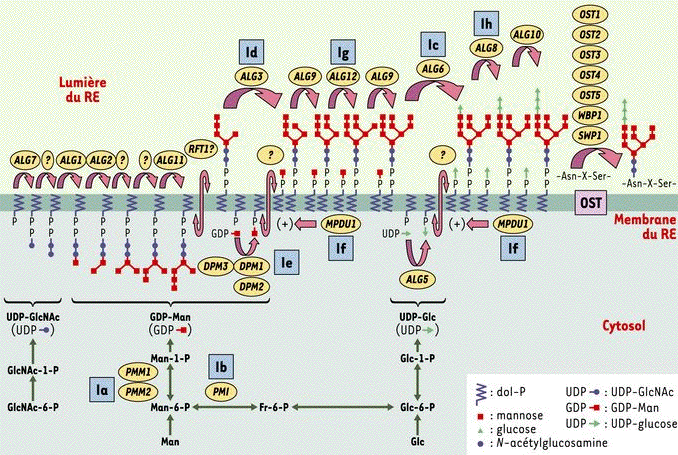 Id
Ig
Ic
Ih
ALG3
ALG9
ALG12
ALG9
ALG6
ALG8
ALG10
OST1
OST2
OST3
OST4
OST5
WBP1
SWP1
Lumière
du RE
ALG7
?
ALG1
ALG2
?
?
ALG11
RFT1?
?
?
-Asn-X-Ser-
-Asn-X-Ser-
P P P P P P P P P P
P P P P P P P P P P
OST
Membrane
du RE
GDP
(+)
MPDU1
If
UDP
(+)
MPDU1
If
DPM3
DPM1
DPM2
Ie
ALG5
UDP-GlcNAc
(UDP )
GDP-Man
(GDP )
UDP-Glc
(UDP )
Cytosol
GlcNAc-1-P
Man-1-P
Glc-1-P
Ia
PMM1
PMM2
Ib
PMI
GlcNAc-6-P
Man-6-P
Fr-6-P
Glc-6-P
Man
Glc
: dol-P
: mannose
: glucose
: N-acétylglucosamine
UDP : UDP-GlcNAc
GDP : GDP-Man
UDP : UDP-glucose